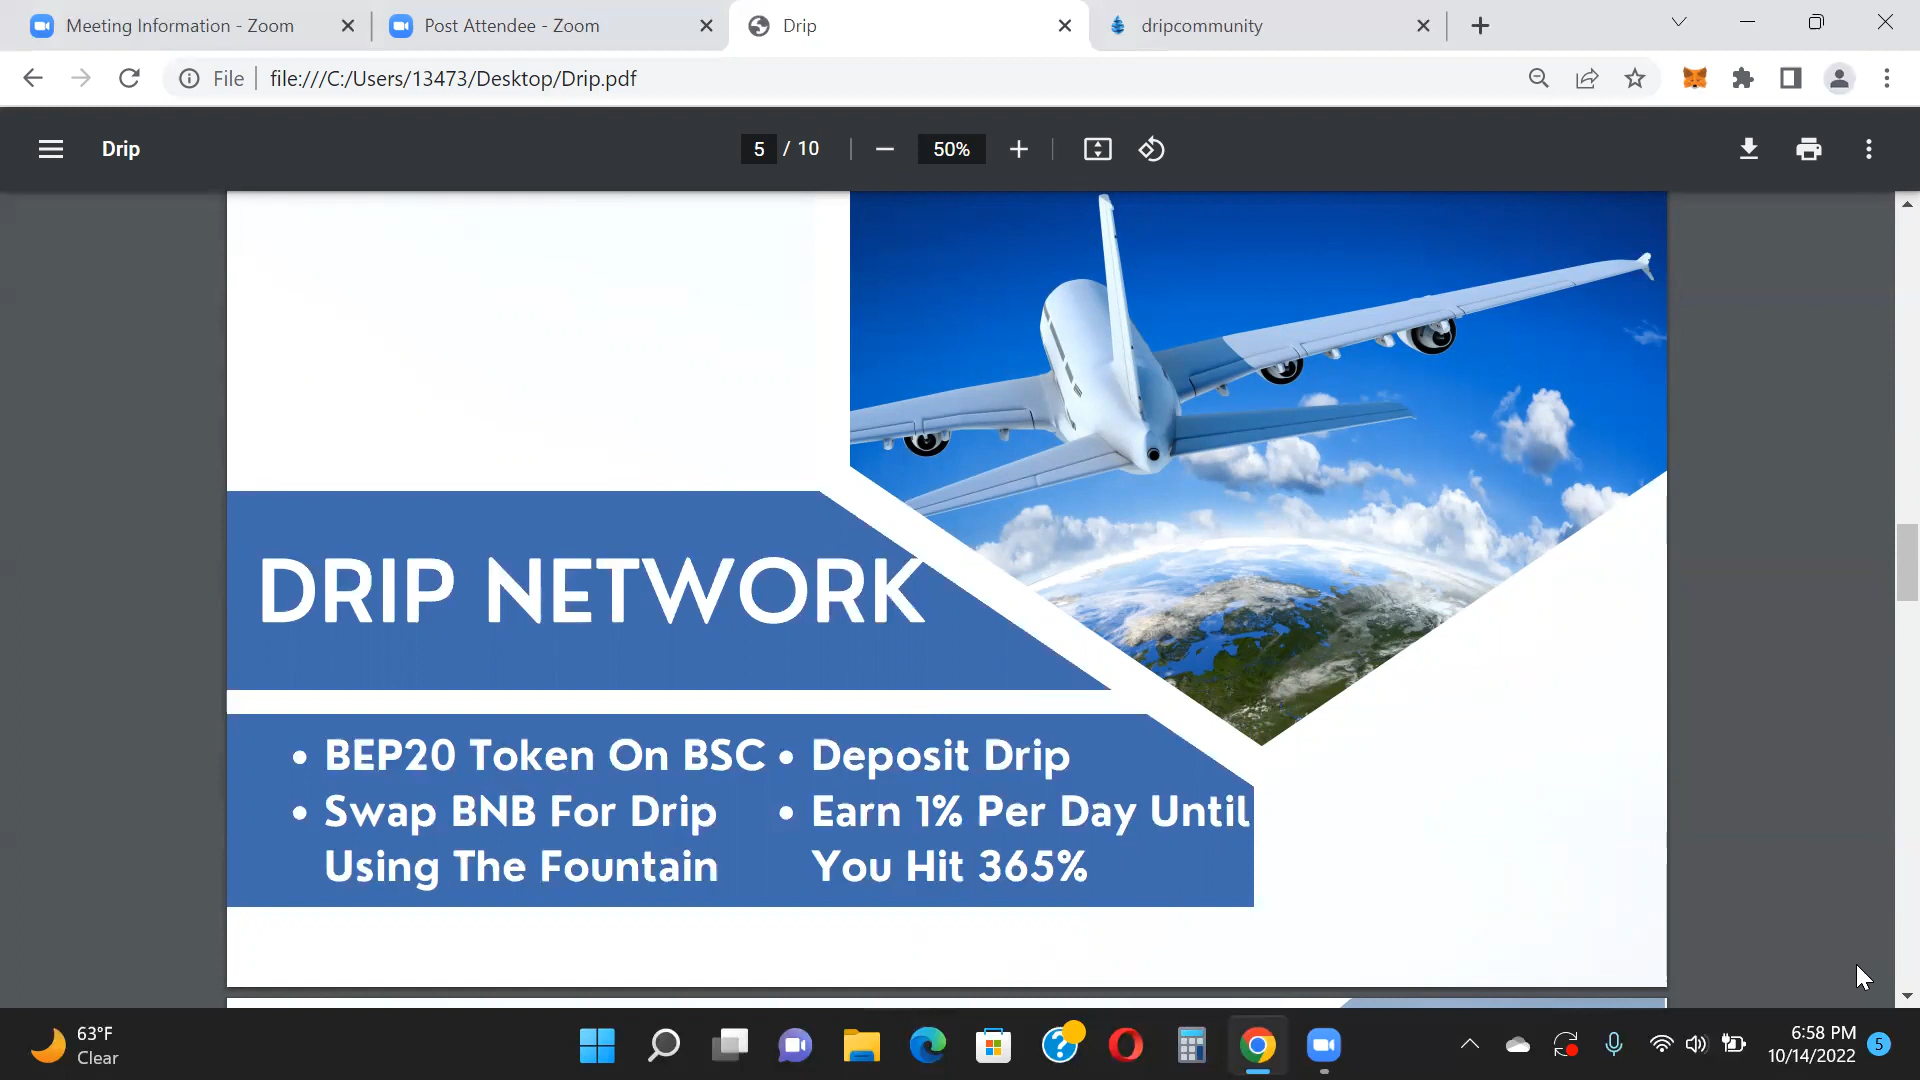 Meeting Information - Zoom
Post Attendee - Zoom
Drip
dripcommunity
File
file:///C:/Users/13473/Desktop/Drip.pdf
Drip
5 / 10
50%
DRIP NETWORK
• BEP20 Token On BSC
• Swap BNB For Drip
Using The Fountain
• Deposit Drip
• Earn 1% Per Day Until
You Hit 365%
63°F
Clear
6:58 PM
10/14/2022
5